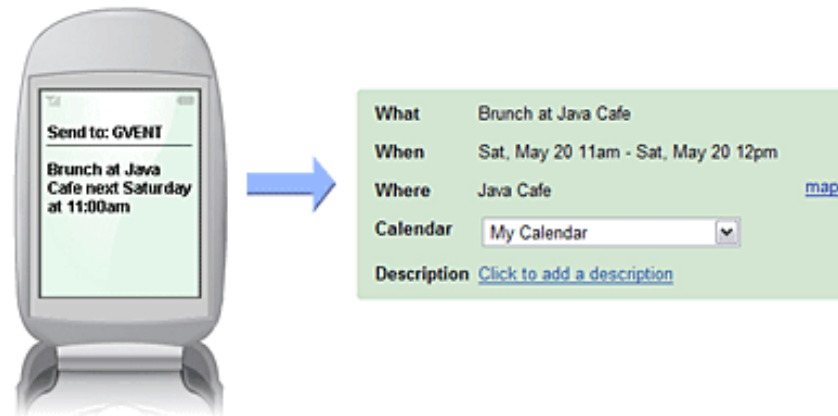 Send to: GVENT
Brunch at Java
Cafe next Saturday
at 11:00am
What Brunch at Java Cafe
When Sat, May 20 11am - Sat, May 20 12pm
Where Java Cafe map
Calendar My Calendar
Description Click to add a description